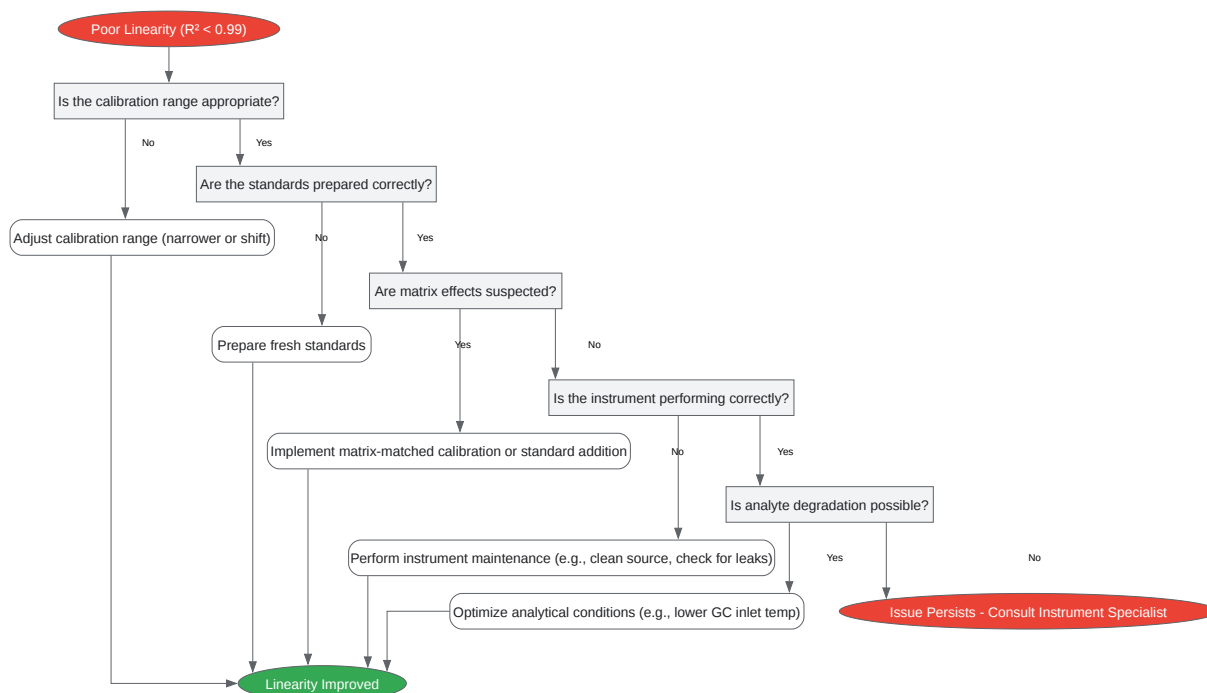 Poor Linearity (R² < 0.99)
Is the calibration range appropriate?
No
Yes
Are the standards prepared correctly?
Adjust calibration range (narrower or shift)
No
Yes
Are matrix effects suspected?
Prepare fresh standards
Yes
No
Is the instrument performing correctly?
Implement matrix-matched calibration or standard addition
No
Yes
Is analyte degradation possible?
Perform instrument maintenance (e.g., clean source, check for leaks)
Yes
No
Optimize analytical conditions (e.g., lower GC inlet temp)
Issue Persists - Consult Instrument Specialist
Linearity Improved